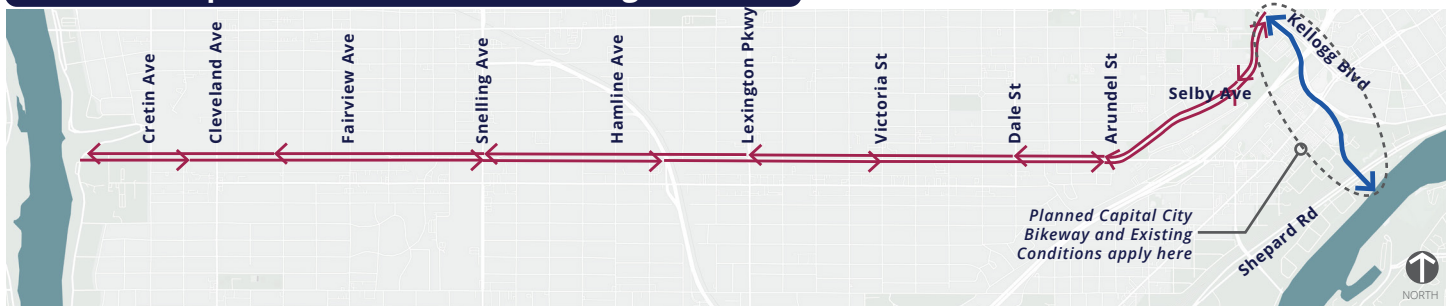 Cretin Ave
Cleveland Ave
Fairview Ave
Snelling Ave
Hamline Ave
Lexington Pkwy
Victoria St
Dale St
Arundel St
Selby Ave
Kellogg Blvd
Shepard Rd
Planned Capital City
Bikeway and Existing
Conditions apply here
NORTH